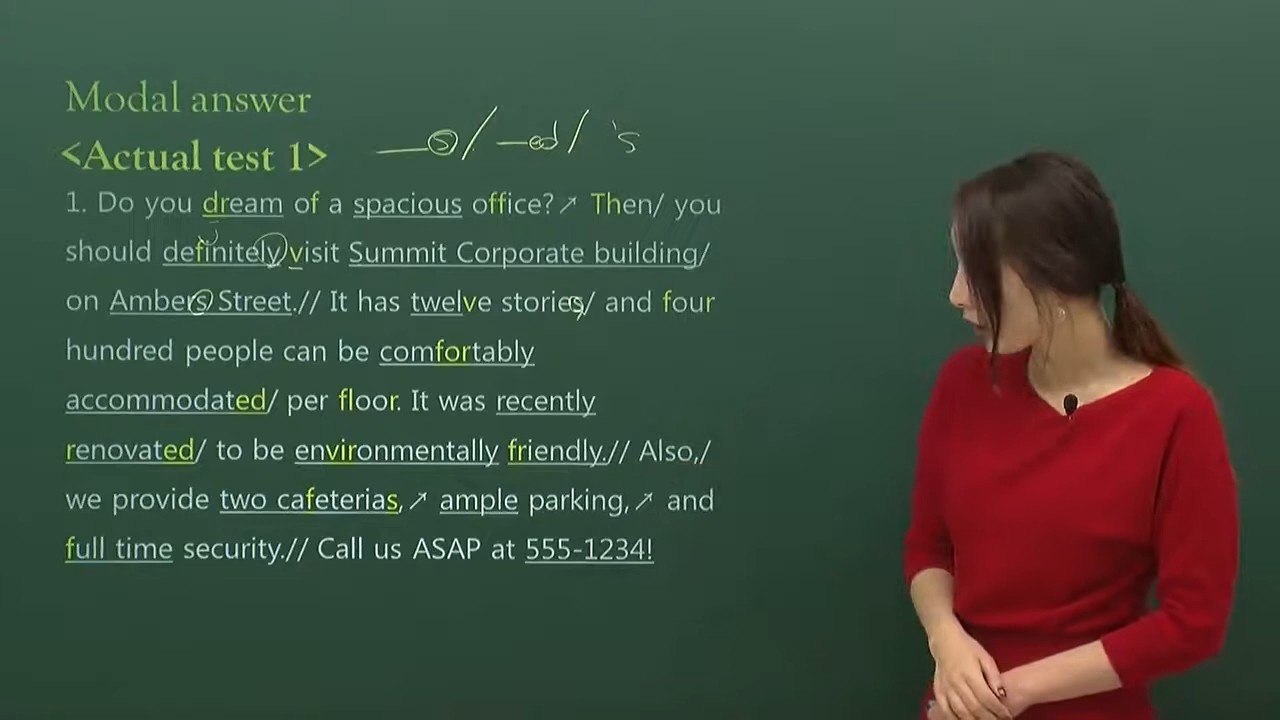 Modal answer
<Actual test 1> __s/ __ed/ 's
1. Do you dream of a spacious office?↗ Then/ you
should definitely visit Summit Corporate building/
on Ambers Street.// It has twelve stories/ and four
hundred people can be comfortably
accommodated/ per floor. It was recently
renovated/ to be environmentally friendly.// Also,/
we provide two cafeterias,↗ ample parking,↗ and
full time security.// Call us ASAP at 555-1234!